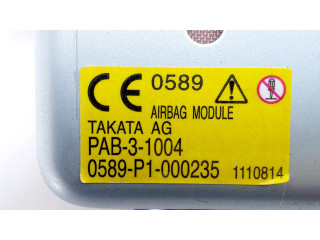 CE 0589
AIRBAG MODULE
TAKATA AG
PAB-3-1004
0589-P1-000235 1110814